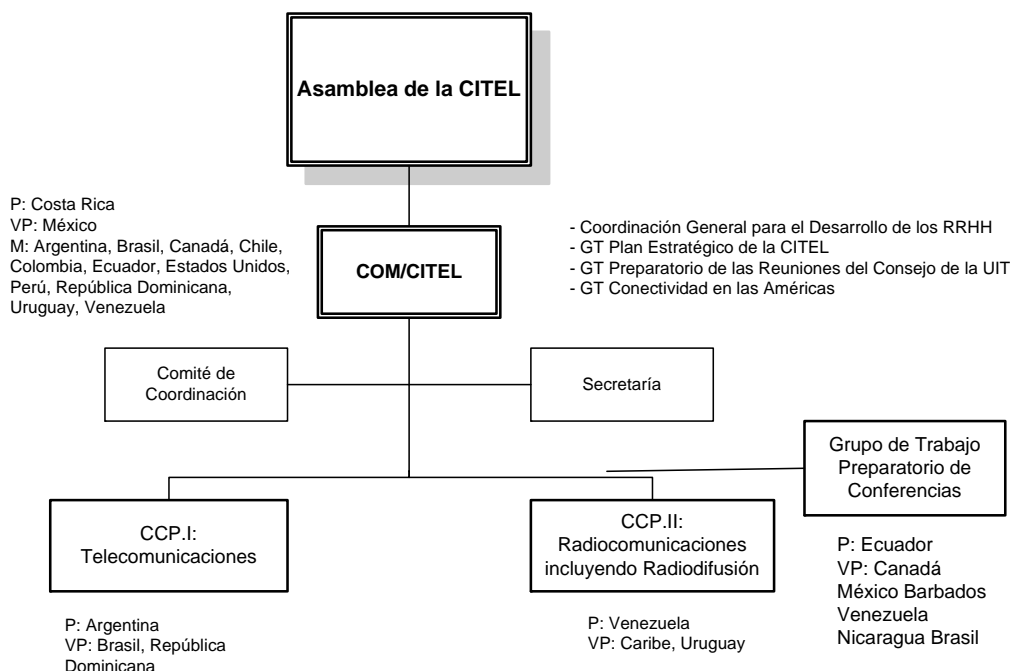 Asamblea de la CITEL
P: Costa Rica
VP: México
M: Argentina, Brasil, Canadá, Chile,
Colombia, Ecuador, Estados Unidos,
Perú, República Dominicana,
Uruguay, Venezuela
COM/CITEL
- Coordinación General para el Desarrollo de los RRHH
- GT Plan Estratégico de la CITEL
- GT Preparatorio de las Reuniones del Consejo de la UIT
- GT Conectividad en las Américas
Comité de
Coordinación
Secretaría
Grupo de Trabajo
Preparatorio de
Conferencias
CCP.I:
Telecomunicaciones
CCP.II:
Radiocomunicaciones
incluyendo Radiodifusión
P: Ecuador
VP: Canadá
México Barbados
Venezuela
Nicaragua Brasil
P: Argentina
VP: Brasil, República
Dominicana
P: Venezuela
VP: Caribe, Uruguay